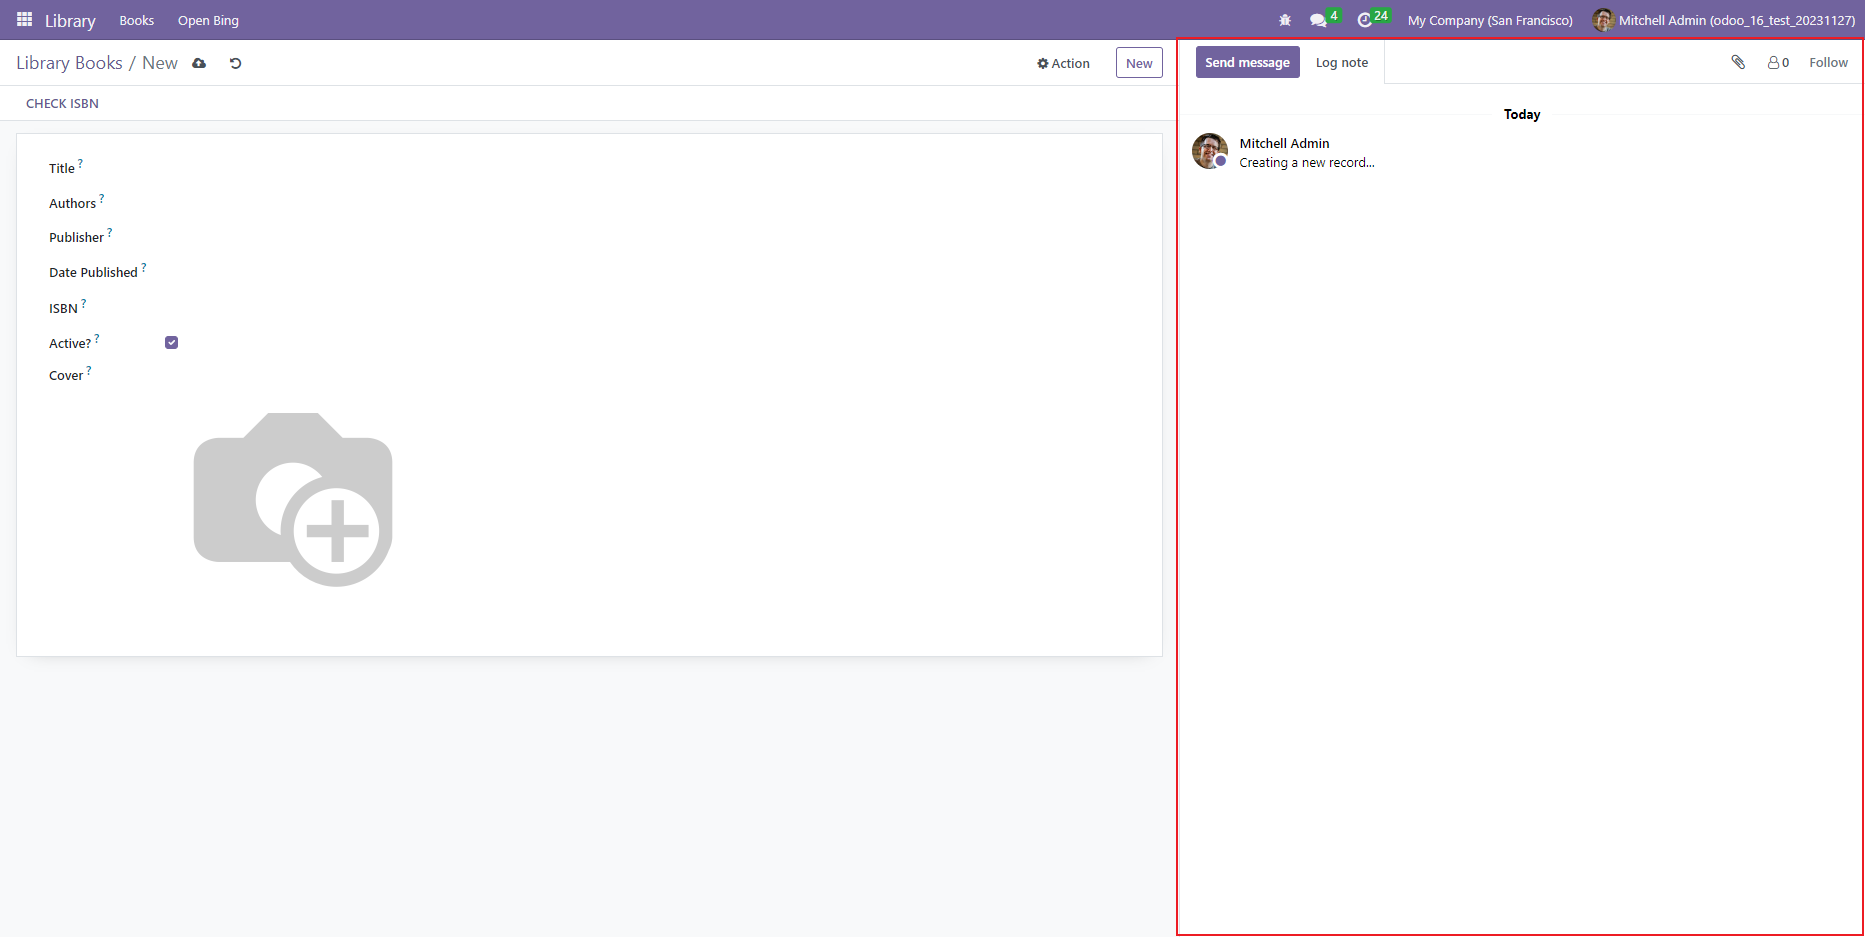 Library Books Open Bing 4 24 My Company (San Francisco) Mitchell Admin (odoo_16_test_20231127)
Library Books / New Action New
Send message Log note 0 Follow
CHECK ISBN
Title ?
Authors ?
Publisher ?
Date Published ?
ISBN ?
Active? ?
Cover ?
Today
Mitchell Admin
Creating a new record...